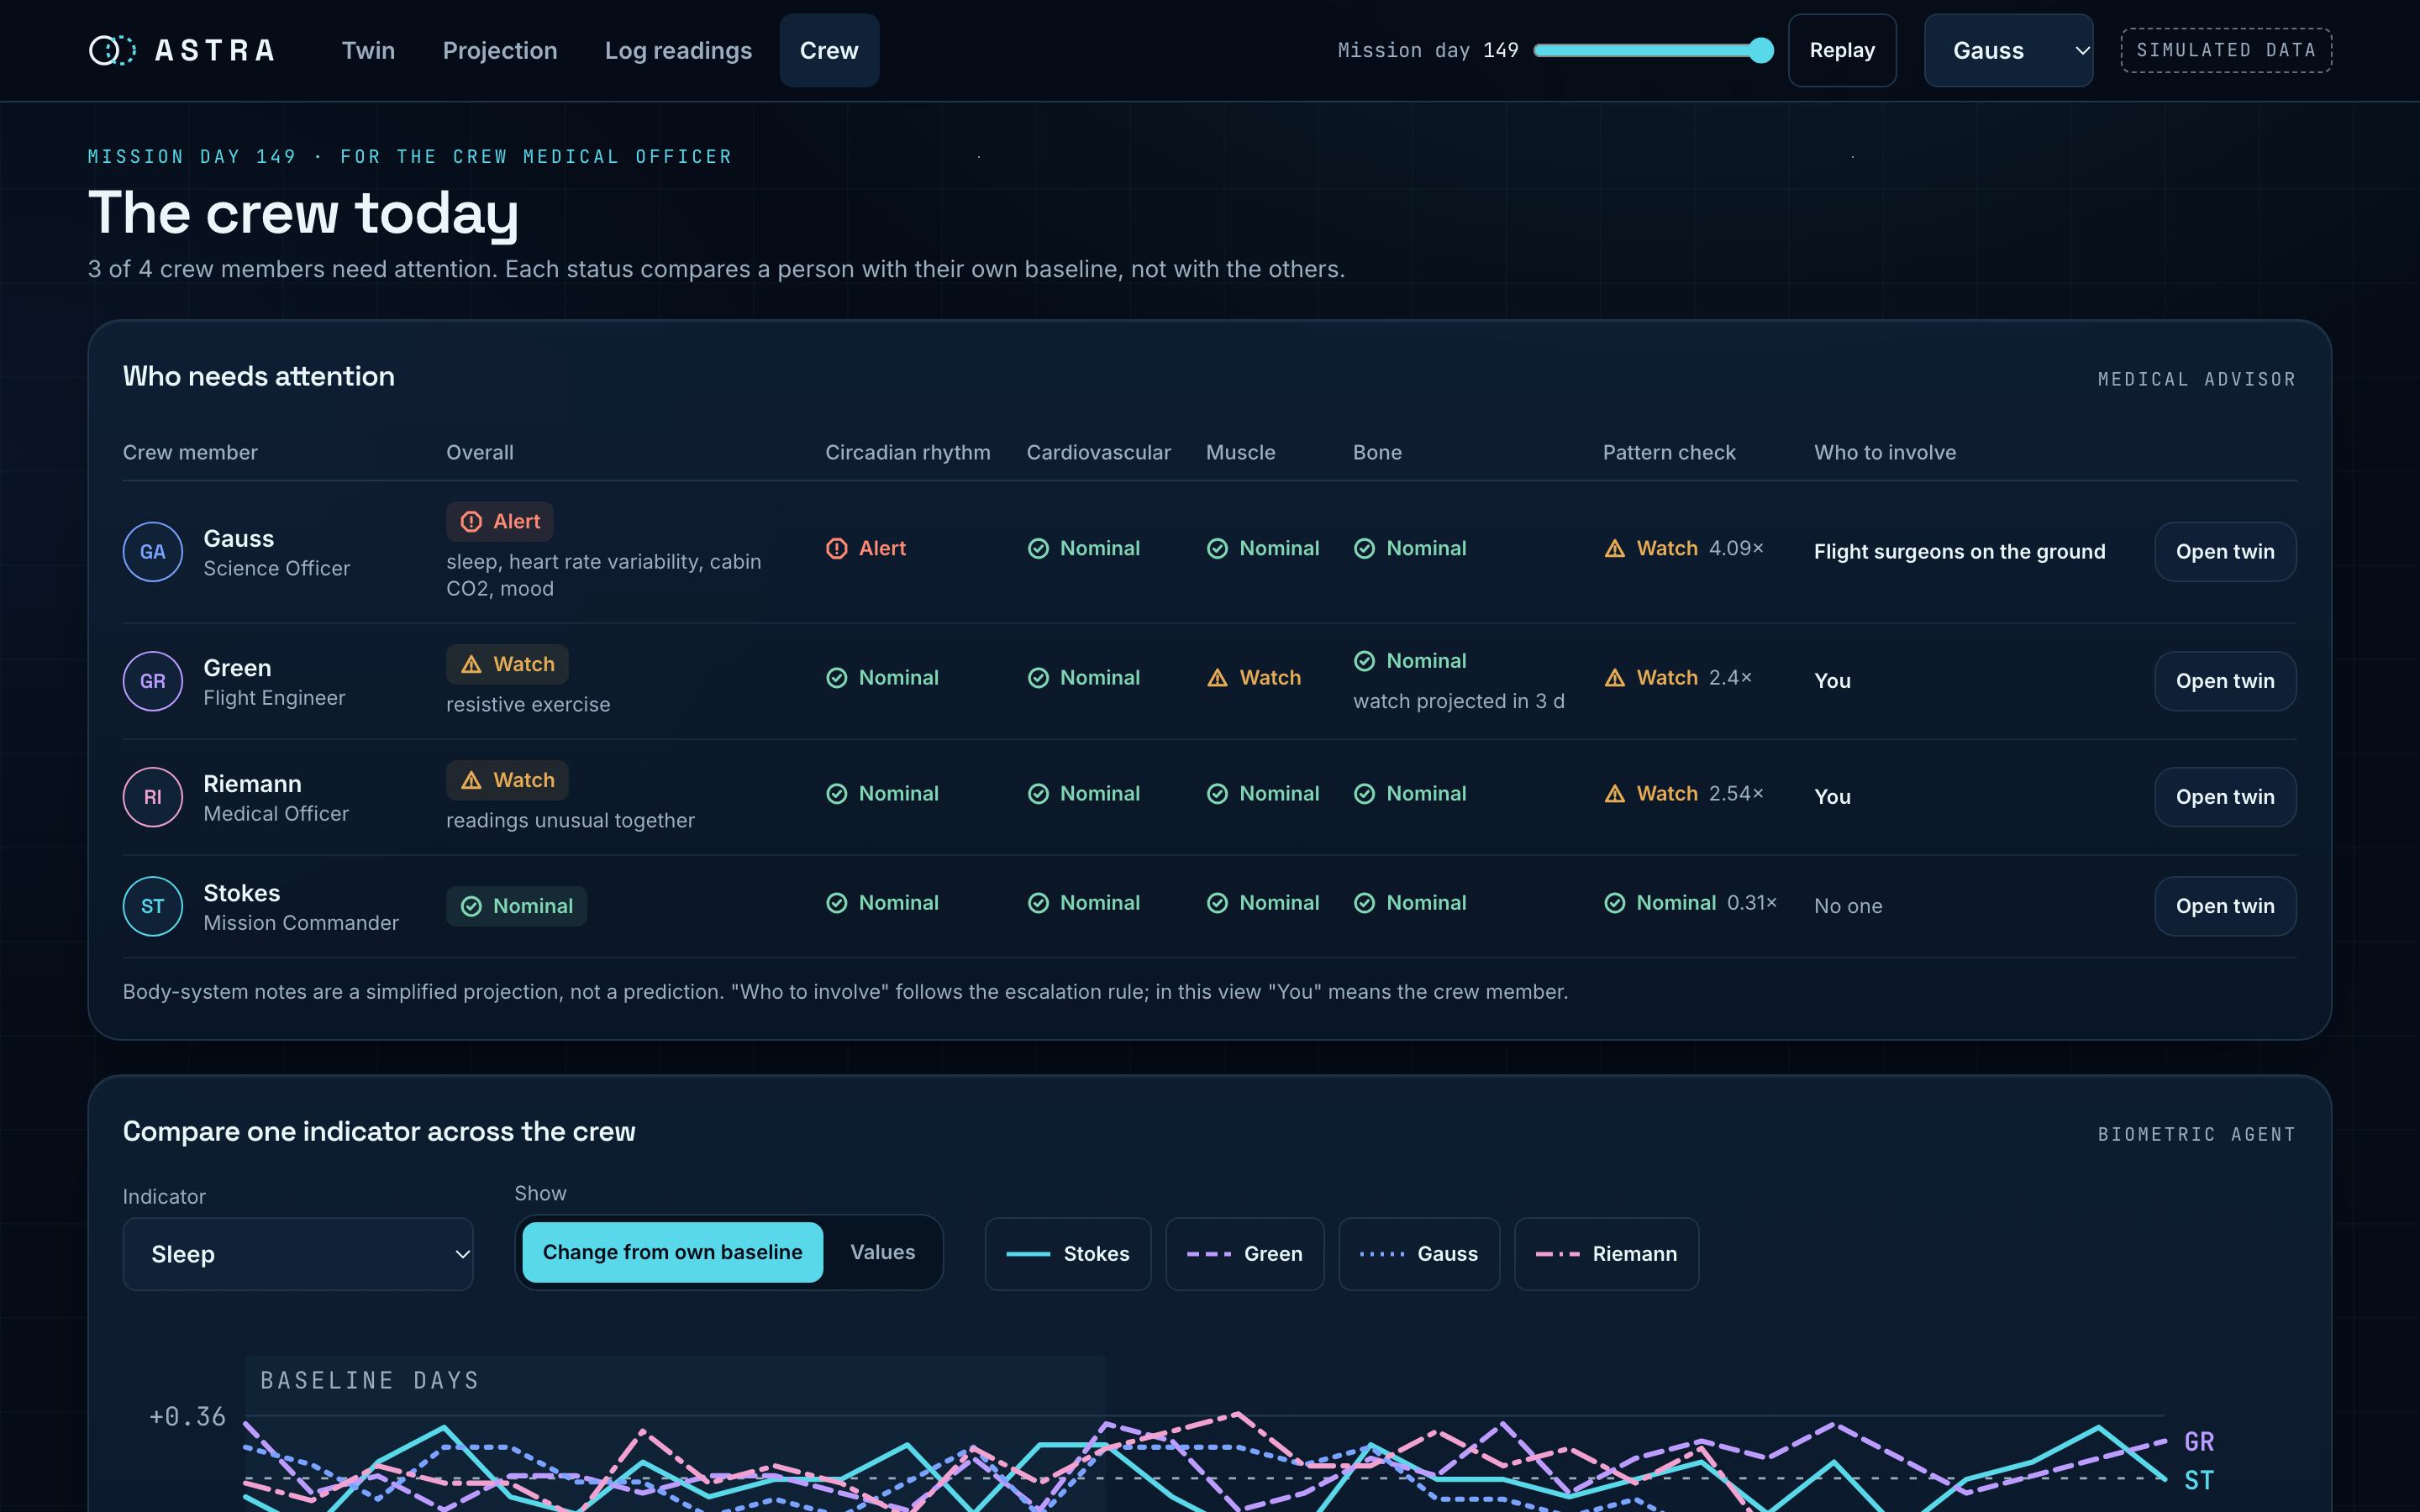 ASTRA
Twin
Projection
Log readings
Crew
Mission day 149
Replay
Gauss
SIMULATED DATA
MISSION DAY 149 · FOR THE CREW MEDICAL OFFICER
The crew today
3 of 4 crew members need attention. Each status compares a person with their own baseline, not with the others.
Who needs attention
MEDICAL ADVISOR
Crew member
Overall
Circadian rhythm
Cardiovascular
Muscle
Bone
Pattern check
Who to involve
GA
Gauss
Science Officer
Alert
sleep, heart rate variability, cabin
CO2, mood
Alert
Nominal
Nominal
Nominal
Watch 4.09×
Flight surgeons on the ground
Open twin
GR
Green
Flight Engineer
Watch
resistive exercise
Nominal
Nominal
Watch
Nominal
watch projected in 3 d
Watch 2.4×
You
Open twin
RI
Riemann
Medical Officer
Watch
readings unusual together
Nominal
Nominal
Nominal
Nominal
Watch 2.54×
You
Open twin
ST
Stokes
Mission Commander
Nominal
Nominal
Nominal
Nominal
Nominal
Nominal 0.31×
No one
Open twin
Body-system notes are a simplified projection, not a prediction. "Who to involve" follows the escalation rule; in this view "You" means the crew member.
Compare one indicator across the crew
BIOMETRIC AGENT
Indicator
Sleep
Show
Change from own baseline
Values
Stokes
Green
Gauss
Riemann
BASELINE DAYS
+0.36
GR
ST